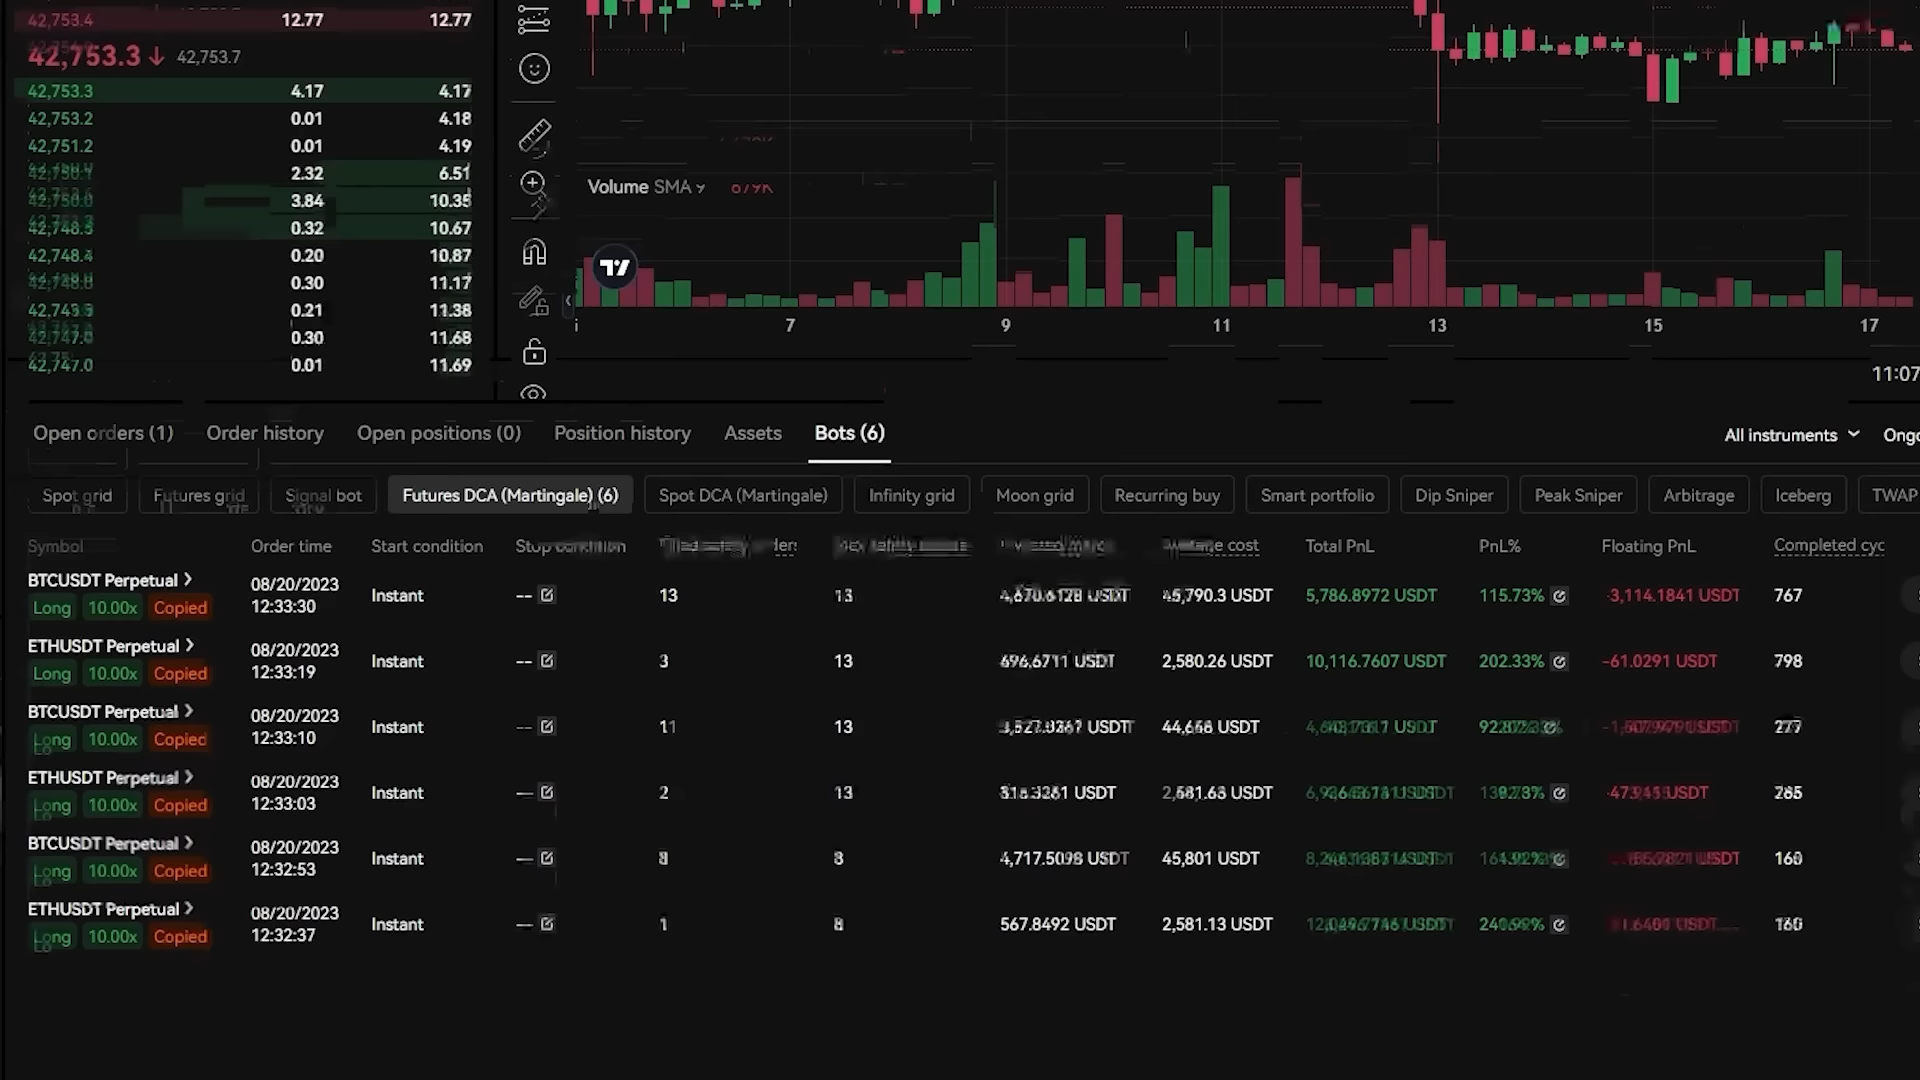 42,753.4 12.77 12.77
42,753.3 ↓ 42,753.7
42,753.3 4.17 4.17
42,753.2 0.01 4.18
42,751.2 0.01 4.19
2.32 6.51
3.84 10.35
0.32 10.67
42,748.4 0.20 10.87
0.30 11.17
0.21 11.38
0.30 11.68
42,747.0 0.01 11.69
Volume SMA 9
7 9 11 13 15 17
11:07
Open orders (1) Order history Open positions (0) Position history Assets Bots (6) All instruments
Spot grid Futures grid Signal bot Futures DCA (Martingale) (6) Spot DCA (Martingale) Infinity grid Moon grid Recurring buy Smart portfolio Dip Sniper Peak Sniper Arbitrage Iceberg TWAP
Symbol Order time Start condition Stop condition cost Total PnL PnL% Floating PnL Completed cyc
BTCUSDT Perpetual >
Long 10.00x Copied
08/20/2023
12:33:30
Instant -- 13 13 USDT 45,790.3 USDT 5,786.8972 USDT 115.73% -3,114.1841 USDT 767
ETHUSDT Perpetual >
Long 10.00x Copied
08/20/2023
12:33:19
Instant -- 3 13 696.6711 USDT 2,580.26 USDT 10,116.7607 USDT 202.33% -61.0291 USDT 798
BTCUSDT Perpetual >
Long 10.00x Copied
08/20/2023
12:33:10
Instant -- 11 13 USDT USDT USDT
ETHUSDT Perpetual >
Long 10.00x Copied
08/20/2023
12:33:03
Instant -- 2 13 USDT 2,581.63 USDT USDT
BTCUSDT Perpetual >
Long 10.00x Copied
08/20/2023
12:32:53
Instant -- 8 8 USDT 45,801 USDT
ETHUSDT Perpetual >
Long 10.00x Copied
08/20/2023
12:32:37
Instant -- 1 8 567.8492 USDT 2,581.13 USDT 160